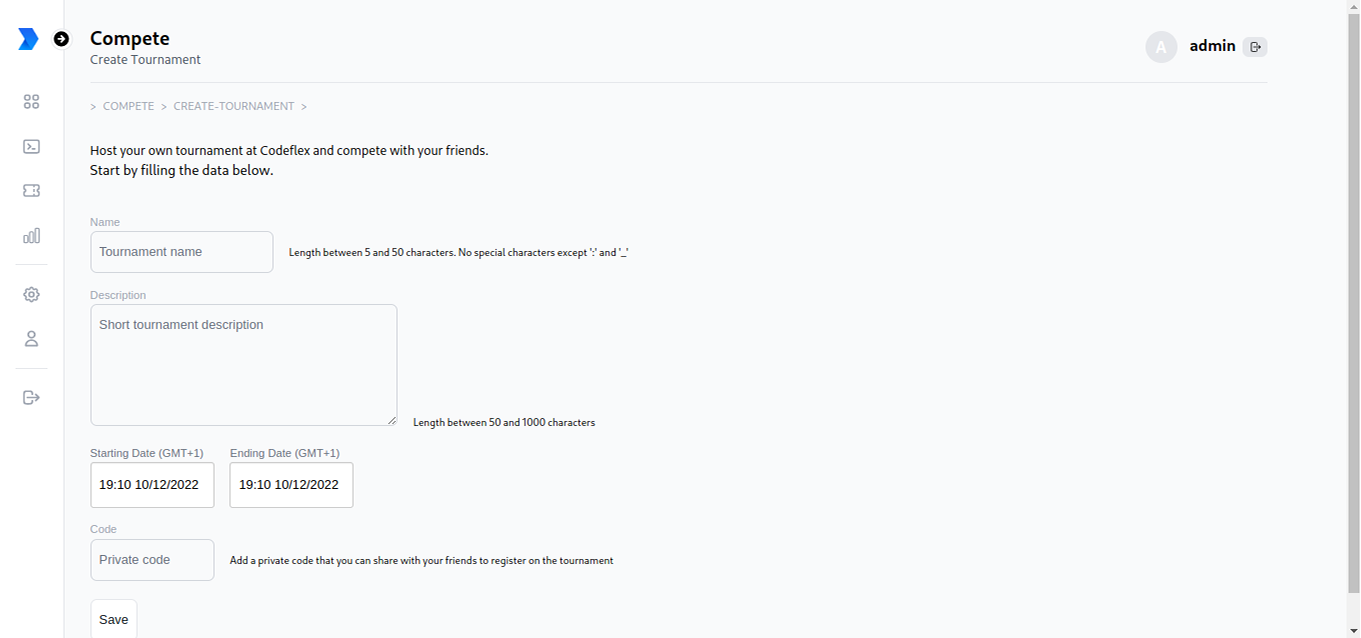 Compete
Create Tournament
A admin
> COMPETE > CREATE-TOURNAMENT >
Host your own tournament at Codeflex and compete with your friends.
Start by filling the data below.
Name
Tournament name
Length between 5 and 50 characters. No special characters except ':' and '_'
Description
Short tournament description
Length between 50 and 1000 characters
Starting Date (GMT+1) Ending Date (GMT+1)
19:10 10/12/2022 19:10 10/12/2022
Code
Private code
Add a private code that you can share with your friends to register on the tournament
Save